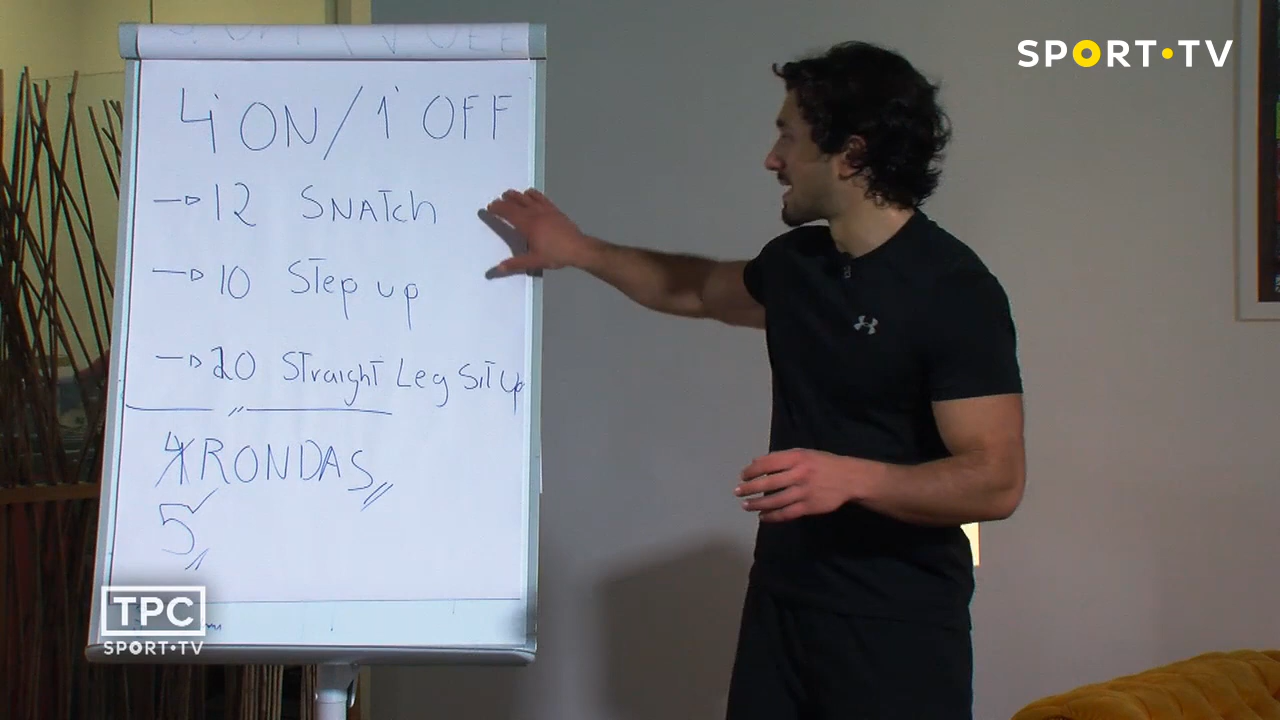 SPORT•TV
4' ON / 1' OFF
→ 12 SNATCH
→ 10 Step up
→ 20 Straight Leg Sit Up
4 RONDAS
5
TPC
SPORT•TV